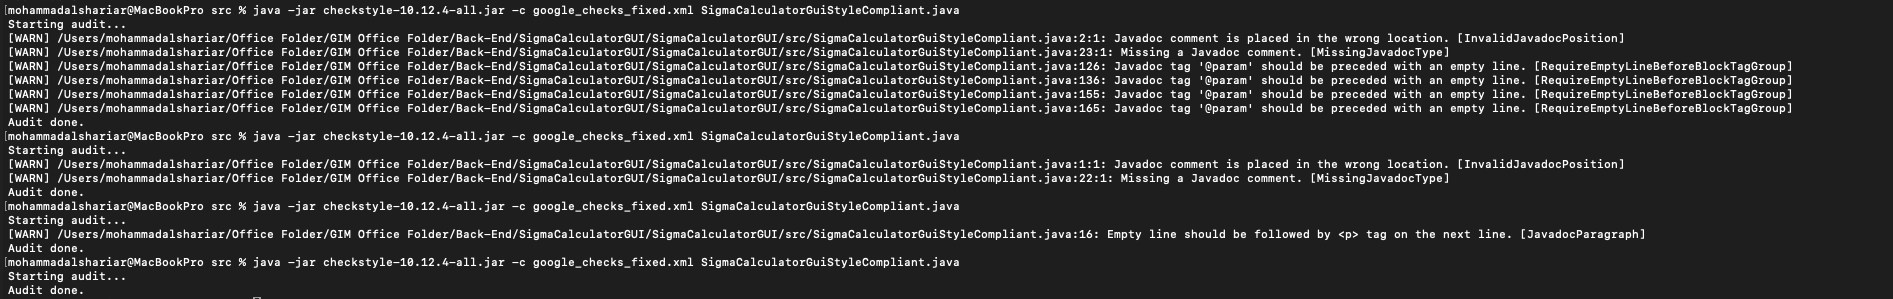 [mohammadalshariar@MacBookPro src % java -jar checkstyle-10.12.4-all.jar -c google_checks_fixed.xml SigmaCalculatorGuiStyleCompliant.java
Starting audit...
[WARN] /Users/mohammadalshariar/Office Folder/GIM Office Folder/Back-End/SigmaCalculatorGUI/SigmaCalculatorGUI/src/SigmaCalculatorGuiStyleCompliant.java:2:1: Javadoc comment is placed in the wrong location. [InvalidJavadocPosition]
[WARN] /Users/mohammadalshariar/Office Folder/GIM Office Folder/Back-End/SigmaCalculatorGUI/SigmaCalculatorGUI/src/SigmaCalculatorGuiStyleCompliant.java:23:1: Missing a Javadoc comment. [MissingJavadocType]
[WARN] /Users/mohammadalshariar/Office Folder/GIM Office Folder/Back-End/SigmaCalculatorGUI/SigmaCalculatorGUI/src/SigmaCalculatorGuiStyleCompliant.java:126: Javadoc tag '@param' should be preceded with an empty line. [RequireEmptyLineBeforeBlockTagGroup]
[WARN] /Users/mohammadalshariar/Office Folder/GIM Office Folder/Back-End/SigmaCalculatorGUI/SigmaCalculatorGUI/src/SigmaCalculatorGuiStyleCompliant.java:136: Javadoc tag '@param' should be preceded with an empty line. [RequireEmptyLineBeforeBlockTagGroup]
[WARN] /Users/mohammadalshariar/Office Folder/GIM Office Folder/Back-End/SigmaCalculatorGUI/SigmaCalculatorGUI/src/SigmaCalculatorGuiStyleCompliant.java:155: Javadoc tag '@param' should be preceded with an empty line. [RequireEmptyLineBeforeBlockTagGroup]
[WARN] /Users/mohammadalshariar/Office Folder/GIM Office Folder/Back-End/SigmaCalculatorGUI/SigmaCalculatorGUI/src/SigmaCalculatorGuiStyleCompliant.java:165: Javadoc tag '@param' should be preceded with an empty line. [RequireEmptyLineBeforeBlockTagGroup]
Audit done.
[mohammadalshariar@MacBookPro src % java -jar checkstyle-10.12.4-all.jar -c google_checks_fixed.xml SigmaCalculatorGuiStyleCompliant.java
Starting audit...
[WARN] /Users/mohammadalshariar/Office Folder/GIM Office Folder/Back-End/SigmaCalculatorGUI/SigmaCalculatorGUI/src/SigmaCalculatorGuiStyleCompliant.java:1:1: Javadoc comment is placed in the wrong location. [InvalidJavadocPosition]
[WARN] /Users/mohammadalshariar/Office Folder/GIM Office Folder/Back-End/SigmaCalculatorGUI/SigmaCalculatorGUI/src/SigmaCalculatorGuiStyleCompliant.java:22:1: Missing a Javadoc comment. [MissingJavadocType]
Audit done.
[mohammadalshariar@MacBookPro src % java -jar checkstyle-10.12.4-all.jar -c google_checks_fixed.xml SigmaCalculatorGuiStyleCompliant.java
Starting audit...
[WARN] /Users/mohammadalshariar/Office Folder/GIM Office Folder/Back-End/SigmaCalculatorGUI/SigmaCalculatorGUI/src/SigmaCalculatorGuiStyleCompliant.java:16: Empty line should be followed by <p> tag on the next line. [JavadocParagraph]
Audit done.
[mohammadalshariar@MacBookPro src % java -jar checkstyle-10.12.4-all.jar -c google_checks_fixed.xml SigmaCalculatorGuiStyleCompliant.java
Starting audit...
Audit done.